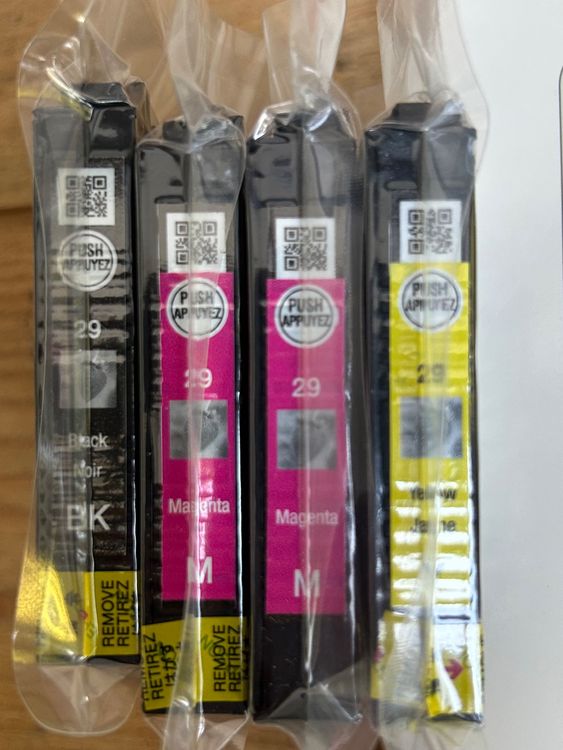 PUSH
APPUYEZ
29
Black
Noir
BK
REMOVE
RETIREZ
PUSH
APPUYEZ
29
Magenta
M
REMOVE
RETIREZ
REMOVE
RETIREZ
PUSH
APPUYEZ
29
Magenta
M
PUSH
APPUYEZ
29
Yellow
Jaune